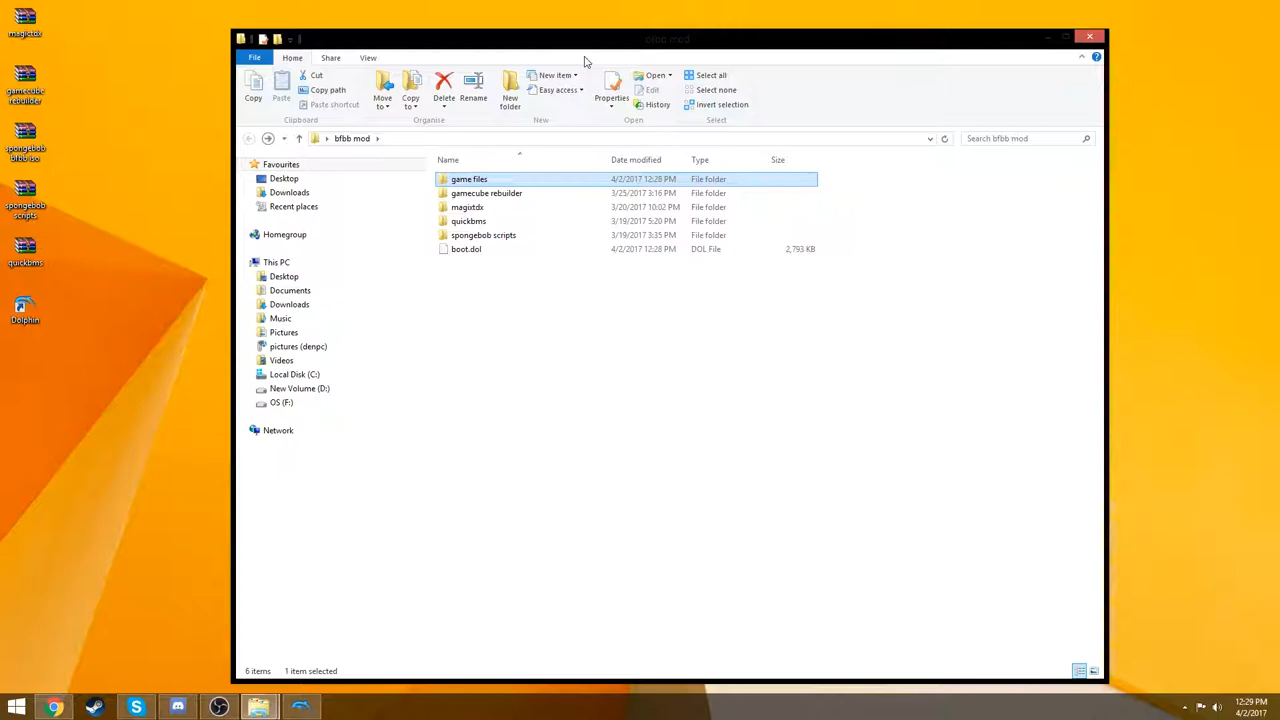 magictdx
gamecube
rebuilder
spongebob
bfbb iso
spongebob
scripts
quickbms
Dolphin
bfbb mod
File
Home
Share
View
Copy
Paste
Cut
Copy path
Paste shortcut
Clipboard
Move
to
Copy
to
Delete
Rename
Organise
New
folder
New item
Easy access
New
Properties
Open
Edit
History
Open
Select all
Select none
Invert selection
Select
bfbb mod
Search bfbb mod
Name
Date modified
Type
Size
game files 4/2/2017 12:28 PM File folder
gamecube rebuilder 3/25/2017 3:16 PM File folder
magixtdx 3/20/2017 10:02 PM File folder
quickbms 3/19/2017 5:20 PM File folder
spongebob scripts 3/19/2017 3:35 PM File folder
boot.dol 4/2/2017 12:28 PM DOL File 2,793 KB
Favourites
Desktop
Downloads
Recent places
Homegroup
This PC
Desktop
Documents
Downloads
Music
Pictures
pictures (denpc)
Videos
Local Disk (C:)
New Volume (D:)
OS (F:)
Network
6 items 1 item selected
12:29 PM
4/2/2017